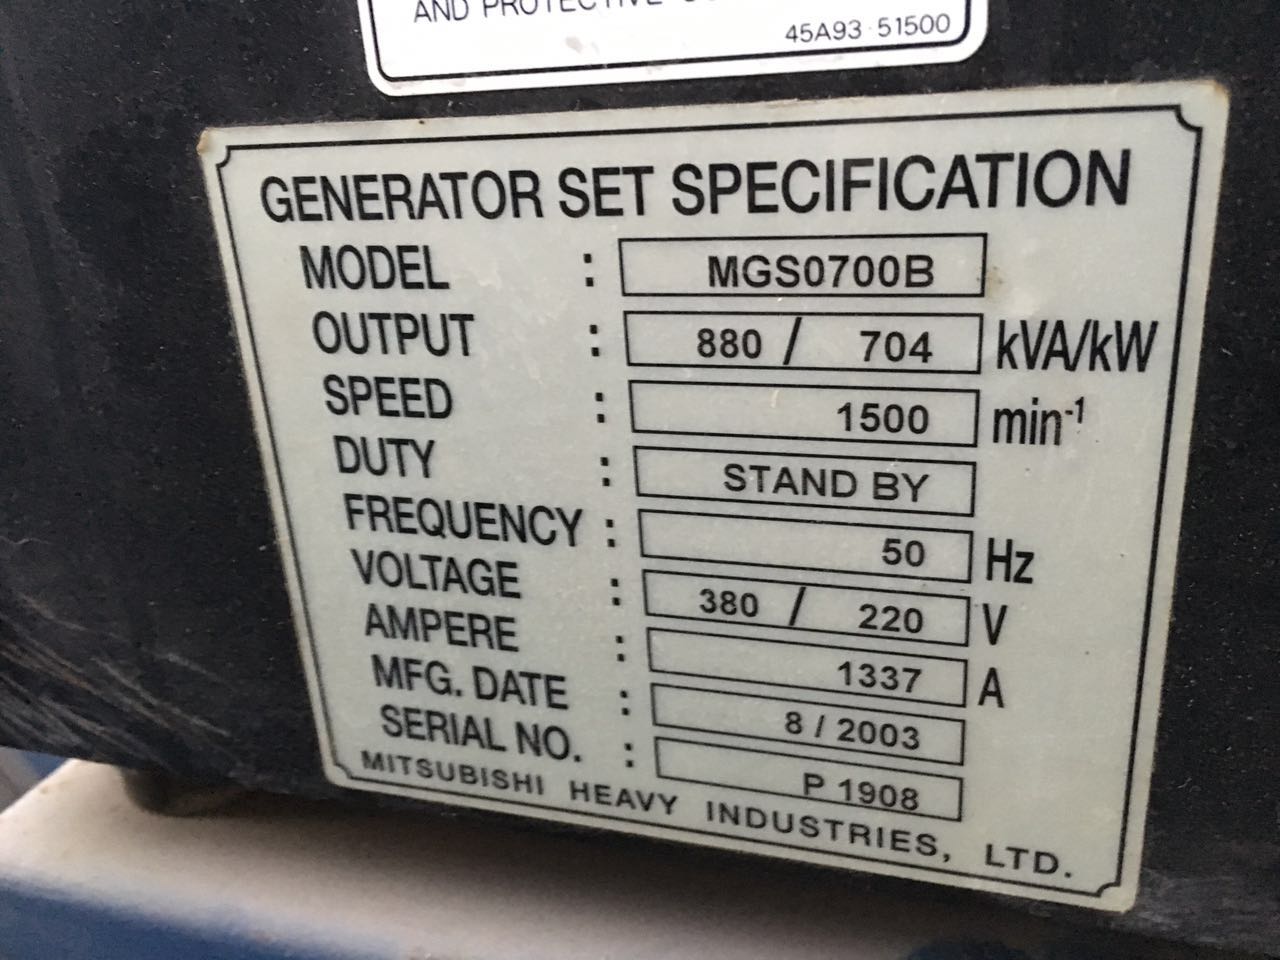 AND PROTECTIVE
45A93-51500
GENERATOR SET SPECIFICATION
MODEL : MGS0700B
OUTPUT : 880 / 704 kVA/kW
SPEED : 1500 min-1
DUTY : STAND BY
FREQUENCY : 50 Hz
VOLTAGE : 380 / 220 V
AMPERE : 1337 A
MFG. DATE : 8 / 2003
SERIAL NO. : P 1908
MITSUBISHI HEAVY INDUSTRIES, LTD.